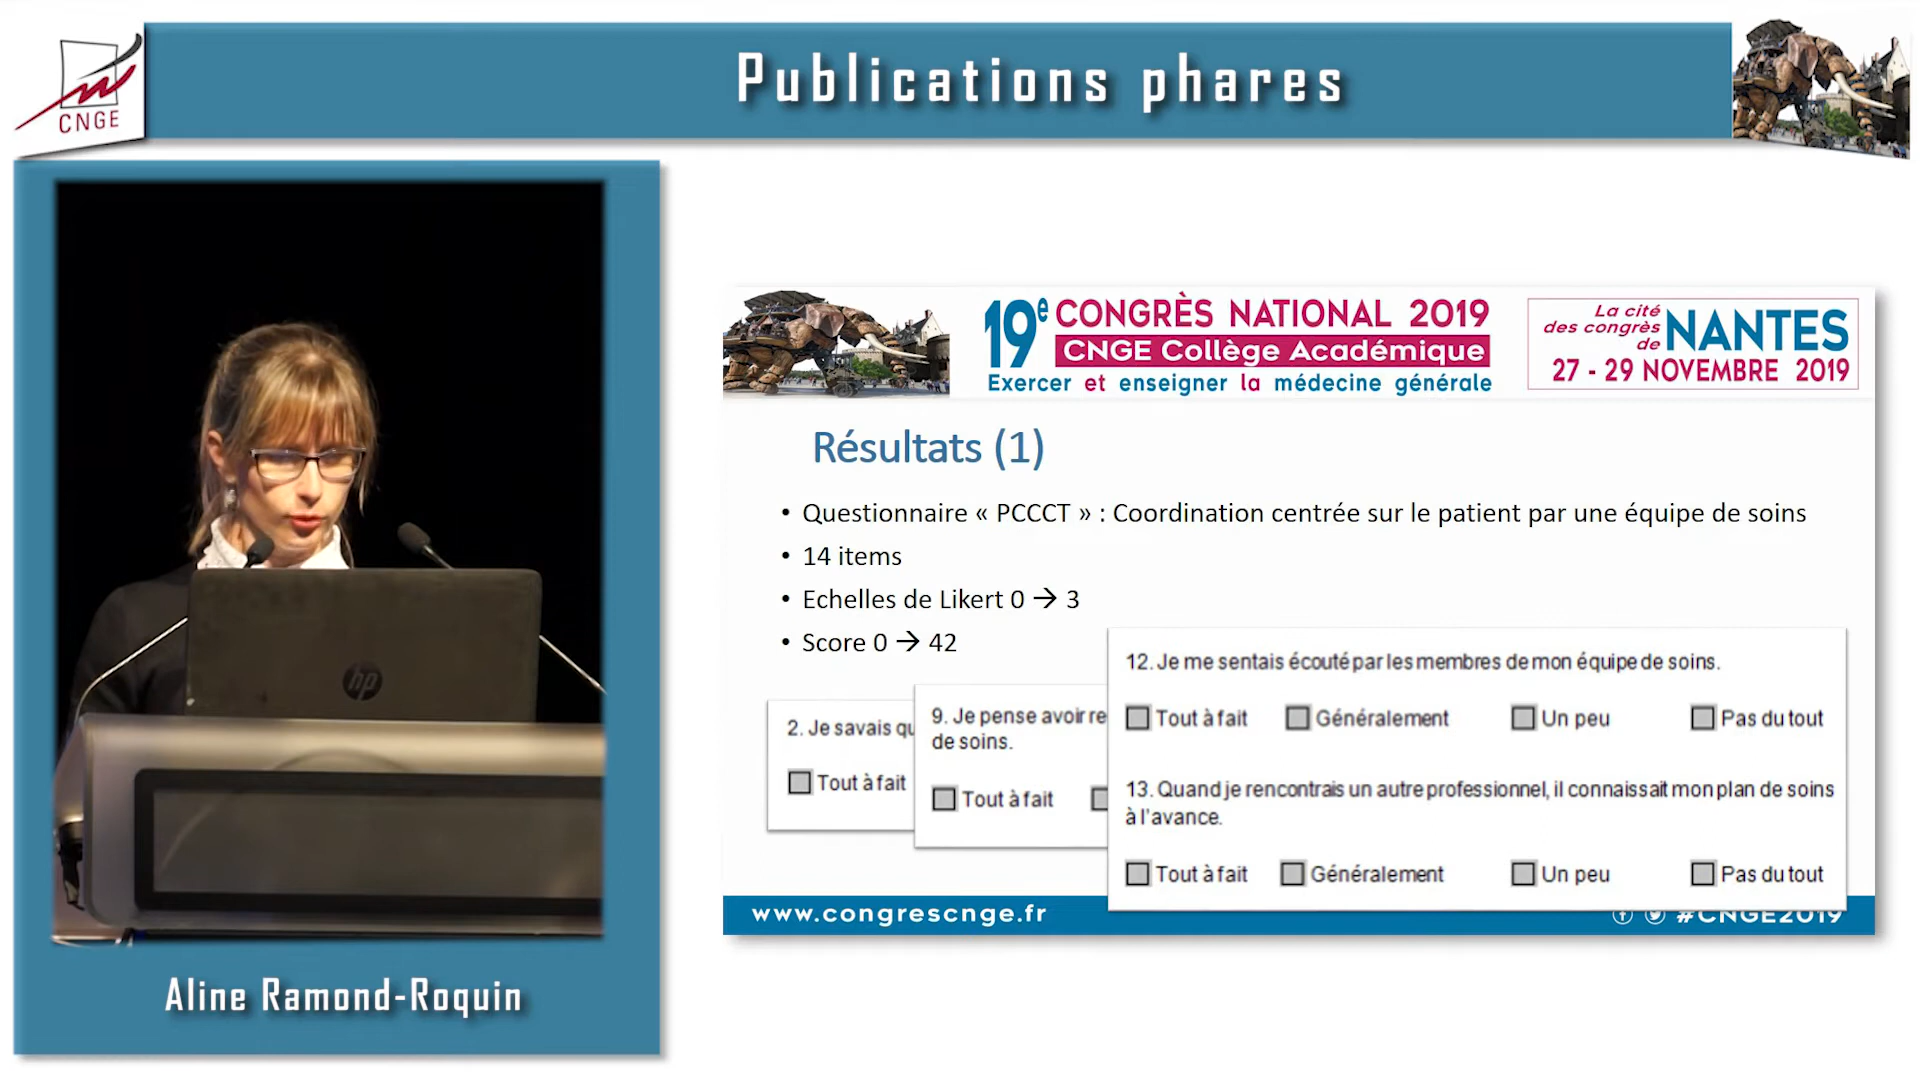 Publications phares
CNGE
19e CONGRÈS NATIONAL 2019
CNGE Collège Académique
Exercer et enseigner la médecine générale
La cité
des congrès
de
NANTES
27 - 29 NOVEMBRE 2019
Résultats (1)
• Questionnaire « PCCCT » : Coordination centrée sur le patient par une équipe de soins
• 14 items
• Echelles de Likert 0 → 3
• Score 0 → 42
2. Je savais
Tout à fait
9. Je pense avoir
de soins.
Tout à fait
12. Je me sentais écouté par les membres de mon équipe de soins.
Tout à fait Généralement Un peu Pas du tout
13. Quand je rencontrais un autre professionnel, il connaissait mon plan de soins
à l'avance.
Tout à fait Généralement Un peu Pas du tout
www.congrescnge.fr
#CNGE2019
hp
Aline Ramond-Roquin